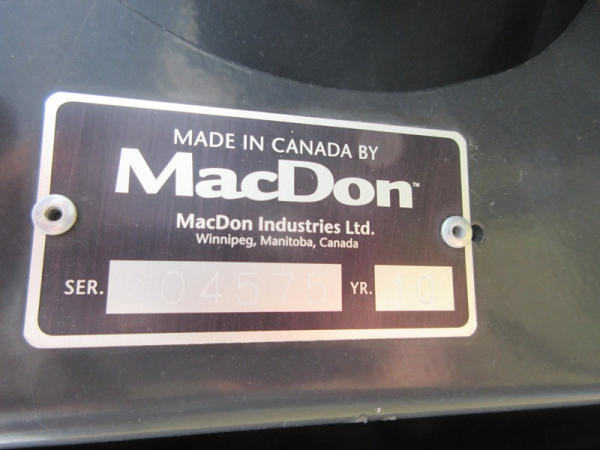 MADE IN CANADA BY
MacDon™
MacDon Industries Ltd.
Winnipeg, Manitoba, Canada
SER. YR. 10